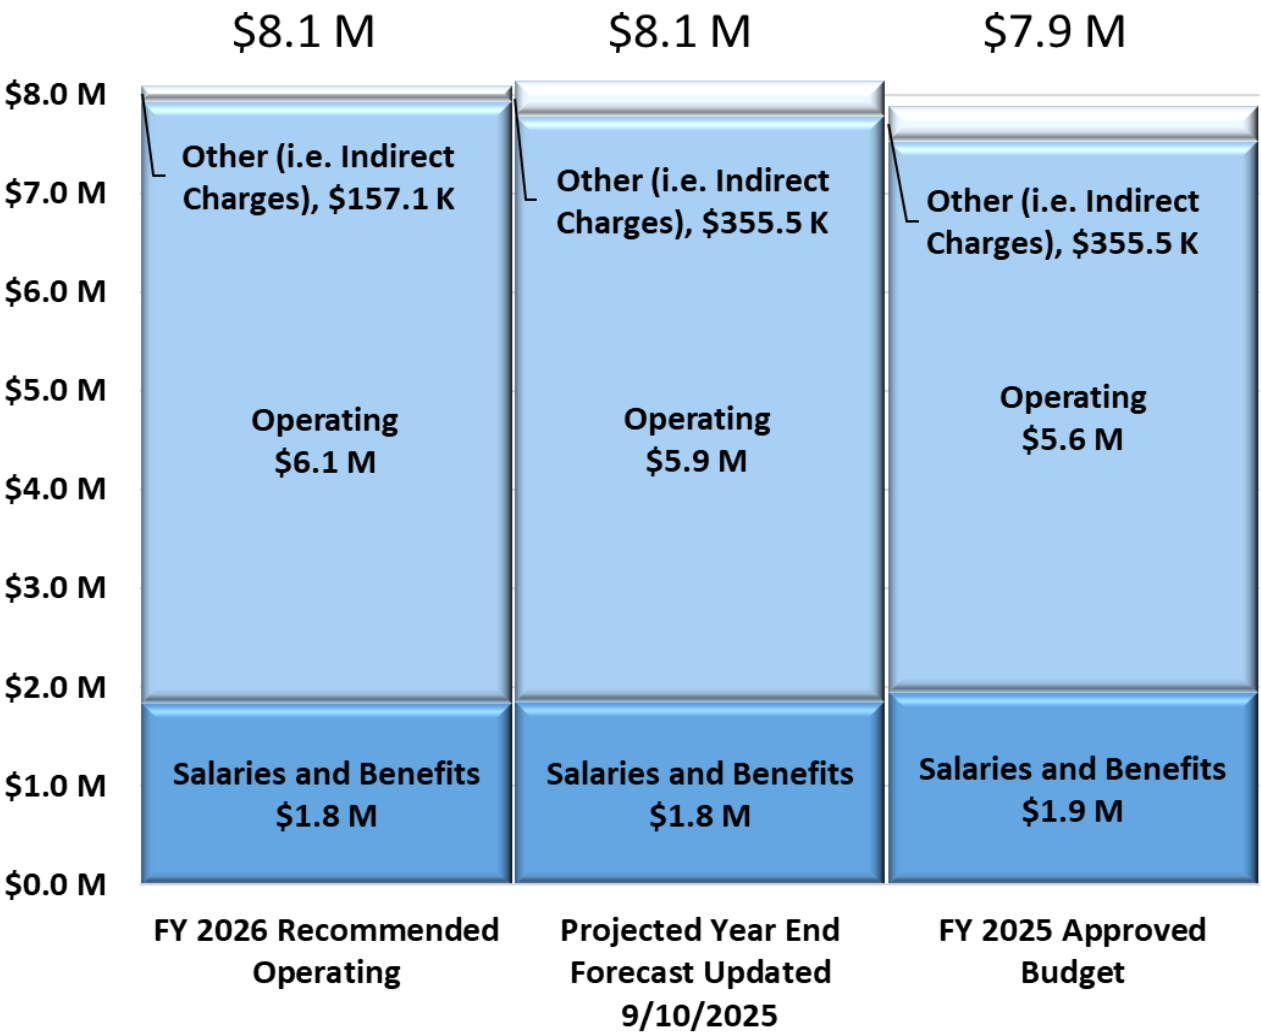 $8.1 M
$8.1 M
$7.9 M
$8.0 M
$7.0 M
$6.0 M
$5.0 M
$4.0 M
$3.0 M
$2.0 M
$1.0 M
$0.0 M
Other (i.e. Indirect
Charges), $157.1 K
Operating
$6.1 M
Salaries and Benefits
$1.8 M
Other (i.e. Indirect
Charges), $355.5 K
Operating
$5.9 M
Salaries and Benefits
$1.8 M
Other (i.e. Indirect
Charges), $355.5 K
Operating
$5.6 M
Salaries and Benefits
$1.9 M
FY 2026 Recommended
Operating
Projected Year End
Forecast Updated
9/10/2025
FY 2025 Approved
Budget